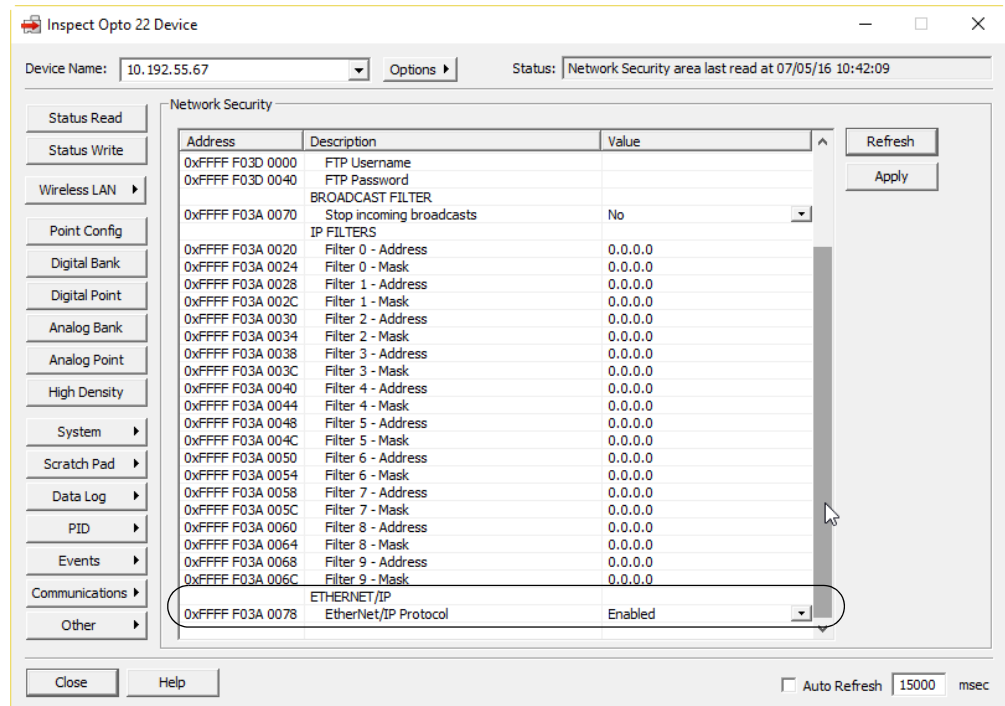 Inspect Opto 22 Device
Device Name: 10.192.55.67 Options Status: Network Security area last read at 07/05/16 10:42:09
Status Read
Status Write
Wireless LAN
Point Config
Digital Bank
Digital Point
Analog Bank
Analog Point
High Density
System
Scratch Pad
Data Log
PID
Events
Communications
Other
Network Security
Address Description Value
0xFFFF F03D 0000 FTP Username
0xFFFF F03D 0040 FTP Password
BROADCAST FILTER
0xFFFF F03A 0070 Stop incoming broadcasts No
IP FILTERS
0xFFFF F03A 0020 Filter 0 - Address 0.0.0.0
0xFFFF F03A 0024 Filter 0 - Mask 0.0.0.0
0xFFFF F03A 0028 Filter 1 - Address 0.0.0.0
0xFFFF F03A 002C Filter 1 - Mask 0.0.0.0
0xFFFF F03A 0030 Filter 2 - Address 0.0.0.0
0xFFFF F03A 0034 Filter 2 - Mask 0.0.0.0
0xFFFF F03A 0038 Filter 3 - Address 0.0.0.0
0xFFFF F03A 003C Filter 3 - Mask 0.0.0.0
0xFFFF F03A 0040 Filter 4 - Address 0.0.0.0
0xFFFF F03A 0044 Filter 4 - Mask 0.0.0.0
0xFFFF F03A 0048 Filter 5 - Address 0.0.0.0
0xFFFF F03A 004C Filter 5 - Mask 0.0.0.0
0xFFFF F03A 0050 Filter 6 - Address 0.0.0.0
0xFFFF F03A 0054 Filter 6 - Mask 0.0.0.0
0xFFFF F03A 0058 Filter 7 - Address 0.0.0.0
0xFFFF F03A 005C Filter 7 - Mask 0.0.0.0
0xFFFF F03A 0060 Filter 8 - Address 0.0.0.0
0xFFFF F03A 0064 Filter 8 - Mask 0.0.0.0
0xFFFF F03A 0068 Filter 9 - Address 0.0.0.0
0xFFFF F03A 006C Filter 9 - Mask 0.0.0.0
ETHERNET/IP
0xFFFF F03A 0078 EtherNet/IP Protocol Enabled
Refresh
Apply
Close Help Auto Refresh 15000 msec